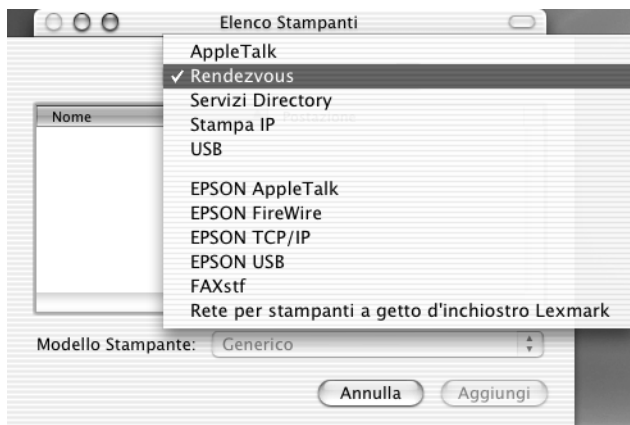 Elenco Stampanti
AppleTalk
✓ Rendezvous
Servizi Directory
Nome
Postazione
Stampa IP
USB
EPSON AppleTalk
EPSON FireWire
EPSON TCP/IP
EPSON USB
FAXstf
Rete per stampanti a getto d'inchiostro Lexmark
Modello Stampante: Generico
Annulla Aggiungi